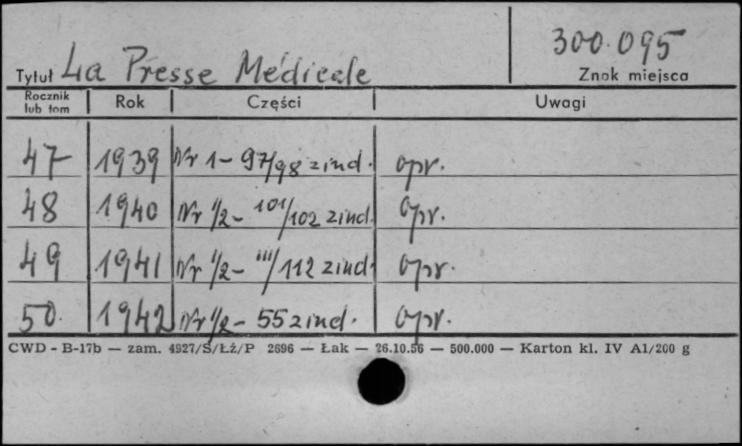 300.095
Tytuł La Presse Médicale Znak miejsca
Rocznik lub tom Rok Części Uwagi
47 1939 Nr 1-97/98 z ind. opr.
48 1940 Nr 1/2-101/102 z ind. Opr.
49 1941 Nr 1/2-111/112 z ind. Opr.
50. 1942 Nr 1/2-55 z ind. Opr.
CWD - B-17b — zam. 4927/S/Łż/P 2696 — Łak — 26.10.56 — 500.000 — Karton kl. IV A1/200 g